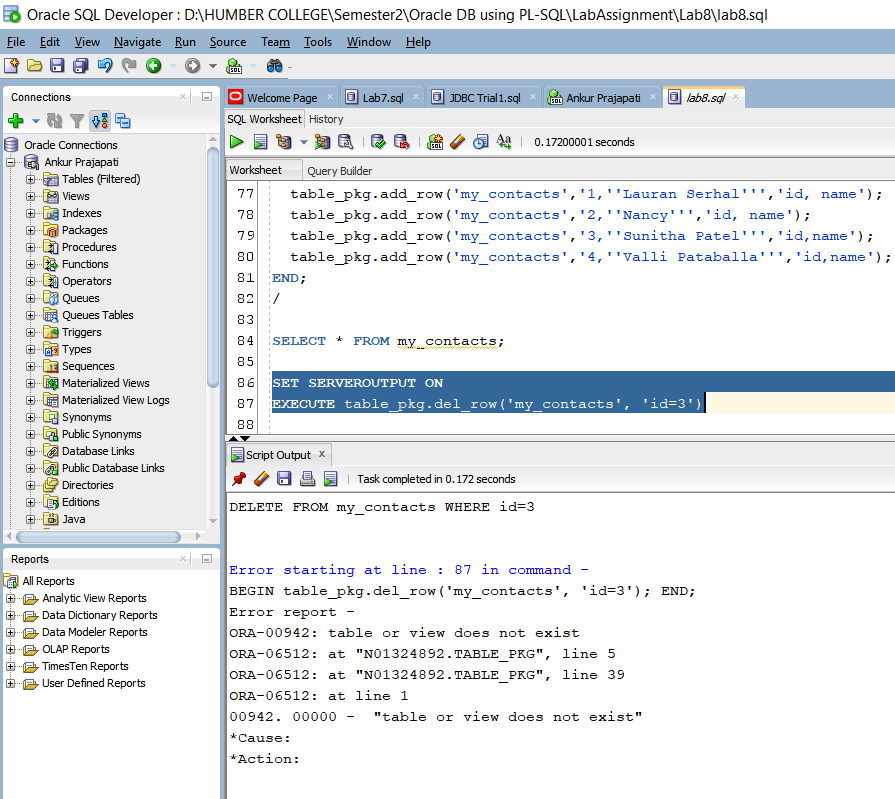 Oracle SQL Developer : D:\HUMBER COLLEGE\Semester2\Oracle DB using PL-SQL\LabAssignment\Lab8\lab8.sql
File Edit View Navigate Run Source Team Tools Window Help
SQL
Connections
Oracle Connections
Ankur Prajapati
Tables (Filtered)
Views
Indexes
Packages
Procedures
Functions
Operators
Queues
Queues Tables
Triggers
Types
Sequences
Materialized Views
Materialized View Logs
Synonyms
Public Synonyms
Database Links
Public Database Links
Directories
Editions
Java
Reports
All Reports
Analytic View Reports
Data Dictionary Reports
Data Modeler Reports
OLAP Reports
TimesTen Reports
User Defined Reports
Welcome Page Lab7.sql JDBC Trial1.sql Ankur Prajapati lab8.sql
SQL Worksheet History
Aa 0.17200001 seconds
Worksheet Query Builder
77 table_pkg.add_row('my_contacts','1,''Lauran Serhal''','id, name');
78 table_pkg.add_row('my_contacts','2,''Nancy''','id, name');
79 table_pkg.add_row('my_contacts','3,''Sunitha Patel''','id,name');
80 table_pkg.add_row('my_contacts','4,''Valli Pataballa''','id,name');
81 END;
82 /
83
84 SELECT * FROM my_contacts;
85
86 SET SERVEROUTPUT ON
87 EXECUTE table_pkg.del_row('my_contacts', 'id=3')
88
Script Output x
Task completed in 0.172 seconds
DELETE FROM my_contacts WHERE id=3
Error starting at line : 87 in command -
BEGIN table_pkg.del_row('my_contacts', 'id=3'); END;
Error report -
ORA-00942: table or view does not exist
ORA-06512: at "N01324892.TABLE_PKG", line 5
ORA-06512: at "N01324892.TABLE_PKG", line 39
ORA-06512: at line 1
00942. 00000 -  "table or view does not exist"
*Cause:
*Action: